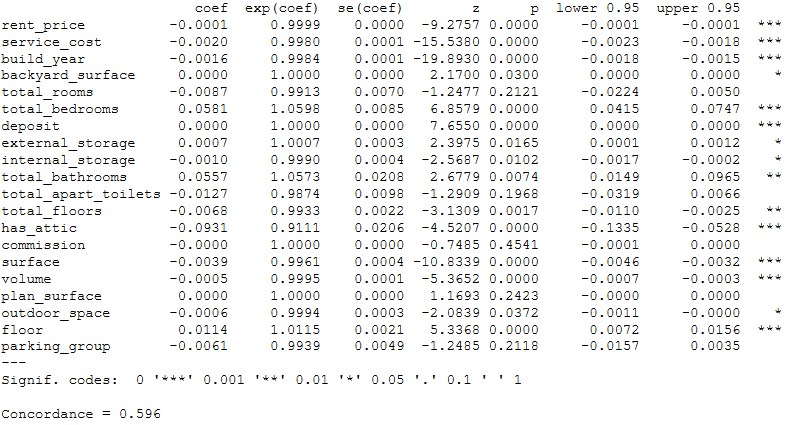 coef exp(coef) se(coef) z p lower 0.95 upper 0.95
rent_price -0.0001 0.9999 0.0000 -9.2757 0.0000 -0.0001 -0.0001 ***
service_cost -0.0020 0.9980 0.0001 -15.5380 0.0000 -0.0023 -0.0018 ***
build_year -0.0016 0.9984 0.0001 -19.8930 0.0000 -0.0018 -0.0015 ***
backyard_surface 0.0000 1.0000 0.0000 2.1700 0.0300 0.0000 0.0000 *
total_rooms -0.0087 0.9913 0.0070 -1.2477 0.2121 -0.0224 0.0050
total_bedrooms 0.0581 1.0598 0.0085 6.8579 0.0000 0.0415 0.0747 ***
deposit 0.0000 1.0000 0.0000 7.6550 0.0000 0.0000 0.0000 ***
external_storage 0.0007 1.0007 0.0003 2.3975 0.0165 0.0001 0.0012 *
internal_storage -0.0010 0.9990 0.0004 -2.5687 0.0102 -0.0017 -0.0002 *
total_bathrooms 0.0557 1.0573 0.0208 2.6779 0.0074 0.0149 0.0965 **
total_apart_toilets -0.0127 0.9874 0.0098 -1.2909 0.1968 -0.0319 0.0066
total_floors -0.0068 0.9933 0.0022 -3.1309 0.0017 -0.0110 -0.0025 **
has_attic -0.0931 0.9111 0.0206 -4.5207 0.0000 -0.1335 -0.0528 ***
commission -0.0000 1.0000 0.0000 -0.7485 0.4541 -0.0001 0.0000
surface -0.0039 0.9961 0.0004 -10.8339 0.0000 -0.0046 -0.0032 ***
volume -0.0005 0.9995 0.0001 -5.3652 0.0000 -0.0007 -0.0003 ***
plan_surface 0.0000 1.0000 0.0000 1.1693 0.2423 -0.0000 0.0000
outdoor_space -0.0006 0.9994 0.0003 -2.0839 0.0372 -0.0011 -0.0000 *
floor 0.0114 1.0115 0.0021 5.3368 0.0000 0.0072 0.0156 ***
parking_group -0.0061 0.9939 0.0049 -1.2485 0.2118 -0.0157 0.0035
---
Signif. codes: 0 '***' 0.001 '**' 0.01 '*' 0.05 '.' 0.1 ' ' 1
Concordance = 0.596